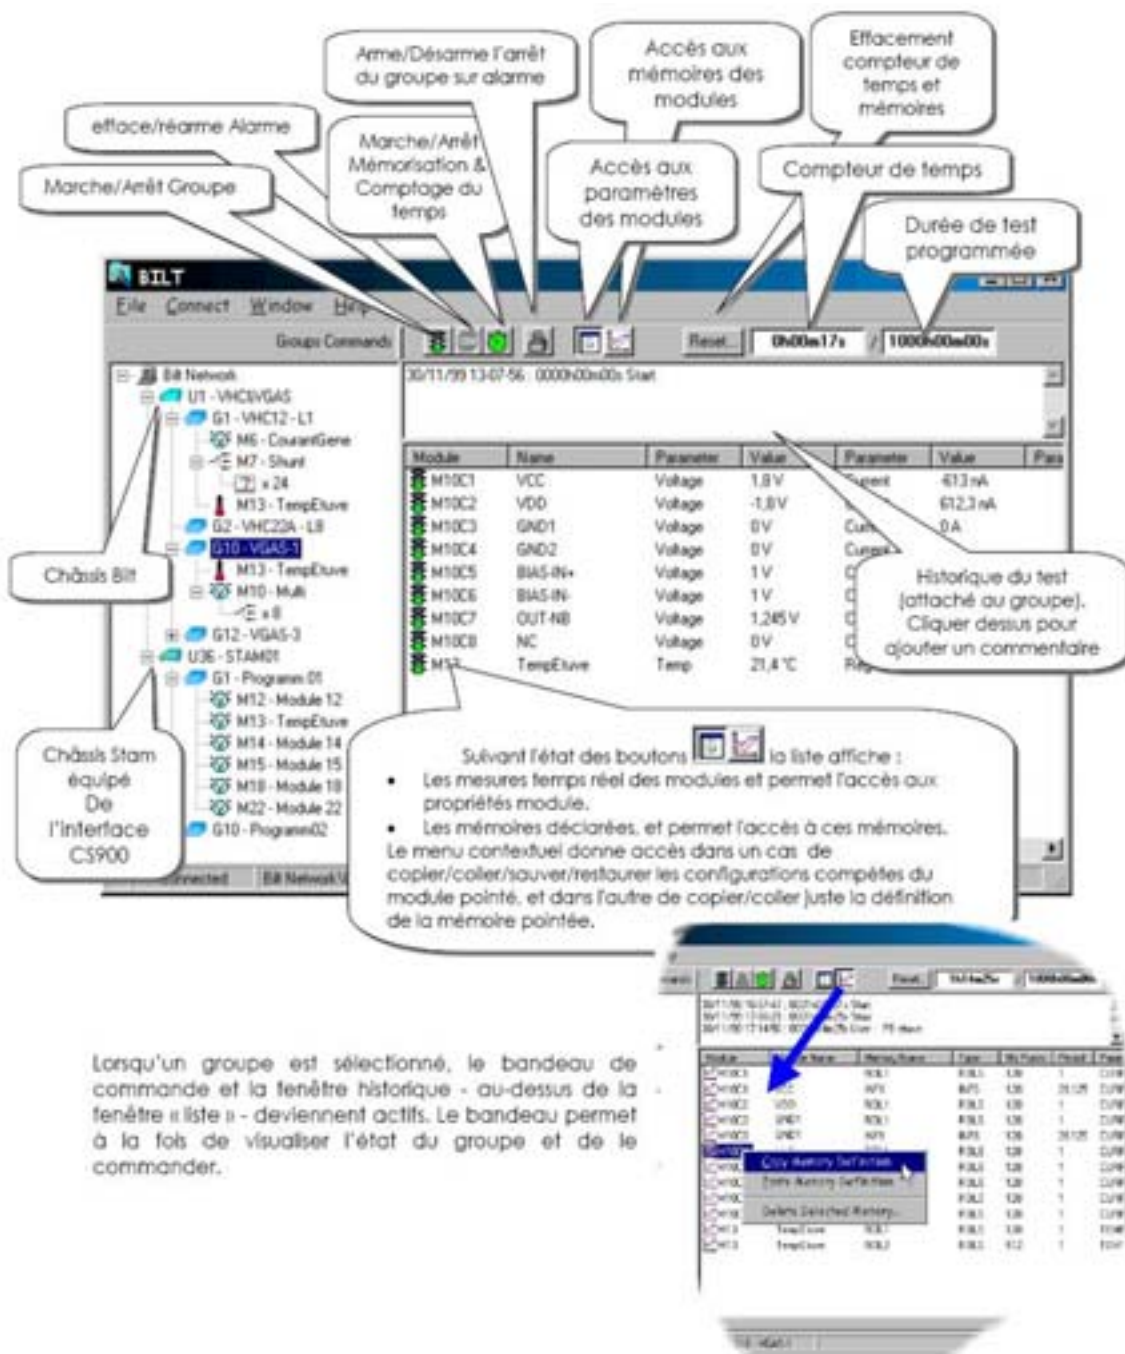 Arme/Désarme l'arrêt
du groupe sur alarme
Accès aux
mémoires des
modules
Effacement
compteur de
temps et
mémoires
efface/réarme Alarme
Marche/Arrêt
Mémorisation &
Comptage du
temps
Accès aux
paramètres
des modules
Compteur de temps
Marche/Arrêt Groupe
Durée de test
programmée
BILT
File Connect Window Help
Groups Commands
Reset...
0h00m17s / 1000h00m00s
30/11/99 13-07-56 : 0000h00m00s Start
Bilt Network
U1 - VHC&VGAS
G1 - VHC12 - L1
M6 - CourantGene
M7 - Shunt
x 24
M13 - TempEtuve
G2 - VHC22A - L8
G10 - VGAS-1
M13 - TempEtuve
M10 - Multi
x 8
G12 - VGAS-3
U36 - STAM01
G1 - Programm 01
M12 - Module 12
M13 - TempEtuve
M14 - Module 14
M15 - Module 15
M18 - Module 18
M22 - Module 22
G10 - Programm02
Module Name Parameter Value Parameter Value Para
M10C1 VCC Voltage 1,8 V Current -613 nA
M10C2 VDD Voltage -1,8 V 612,3 nA
M10C3 GND1 Voltage 0 V Curr 0 A
M10C4 GND2 Voltage 0 V Current
M10C5 BIAS-IN+ Voltage 1 V C
M10C6 BIAS-IN- Voltage 1 V C
M10C7 OUT-NB Voltage 1,245 V C
M10C8 NC Voltage 0 V C
M13 TempEtuve Temp 21,4 °C Reg
Châssis Bilt
Historique du test
(attaché au groupe).
Cliquer dessus pour
ajouter un commentaire
Châssis Stam
équipé
De
l'interface
CS900
Suivant l'état des boutons la liste affiche :
• Les mesures temps réel des modules et permet l'accès aux
propriétés module.
• Les mémoires déclarées, et permet l'accès à ces mémoires.
Le menu contextuel donne accès dans un cas de
copier/coller/sauver/restaurer les configurations compètes du
module pointé, et dans l'autre de copier/coller juste la définition
de la mémoire pointée.
nnected Bilt Network\
Lorsqu'un groupe est sélectionné, le bandeau de
commande et la fenêtre historique - au-dessus de la
fenêtre « liste » - deviennent actifs. Le bandeau permet
à la fois de visualiser l'état du groupe et de le
commander.
Reset...
Copy Memory Definition
Paste Memory Definition
Delete Selected Memory...